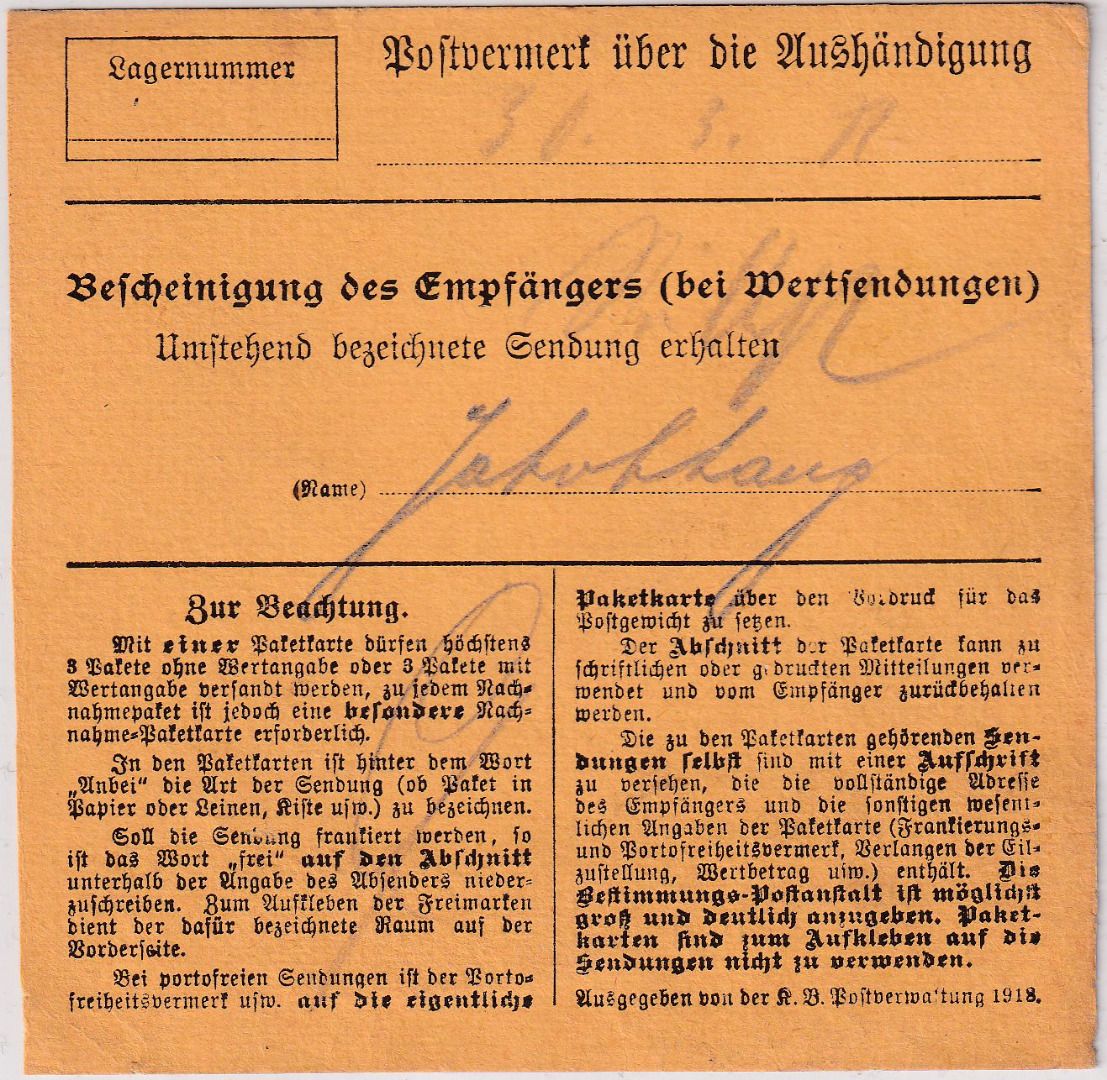 Lagernummer
Postvermerk über die Aushändigung
30. 3.
Bescheinigung des Empfängers (bei Wertsendungen)
Umstehend bezeichnete Sendung erhalten
(Name) Jakob Lang
Zur Beachtung.
Mit einer Paketkarte dürfen höchstens
3 Pakete ohne Wertangabe oder 3 Pakete mit
Wertangabe versandt werden, zu jedem Nach-
nahmepaket ist jedoch eine besondere Nach-
nahme-Paketkarte erforderlich.
In den Paketkarten ist hinter dem Wort
„Anbei“ die Art der Sendung (ob Paket in
Papier oder Leinen, Kiste usw.) zu bezeichnen.
Soll die Sendung frankiert werden, so
ist das Wort „frei“ auf den Abschnitt
unterhalb der Angabe des Absenders nieder-
zuschreiben. Zum Aufkleben der Freimarken
dient der dafür bezeichnete Raum auf der
Vorderseite.
Bei portofreien Sendungen ist der Porto-
freiheitsvermerk usw. auf die eigentliche
Paketkarte über den Vordruck für das
Postgewicht zu setzen.
Der Abschnitt der Paketkarte kann zu
schriftlichen oder gedruckten Mitteilungen ver-
wendet und vom Empfänger zurückbehalten
werden.
Die zu den Paketkarten gehörenden Sen-
dungen selbst sind mit einer Aufschrift
zu versehen, die die vollständige Adresse
des Empfängers und die sonstigen wesent-
lichen Angaben der Paketkarte (Frankierungs-
und Portofreiheitsvermerk, Verlangen der Eil-
zustellung, Wertbetrag usw.) enthält. Die
Bestimmungs-Postanstalt ist möglichst
groß und deutlich anzugeben. Paket-
karten sind zum Aufkleben auf die
Sendungen nicht zu verwenden.
Ausgegeben von der K. B. Postverwaltung 1918.